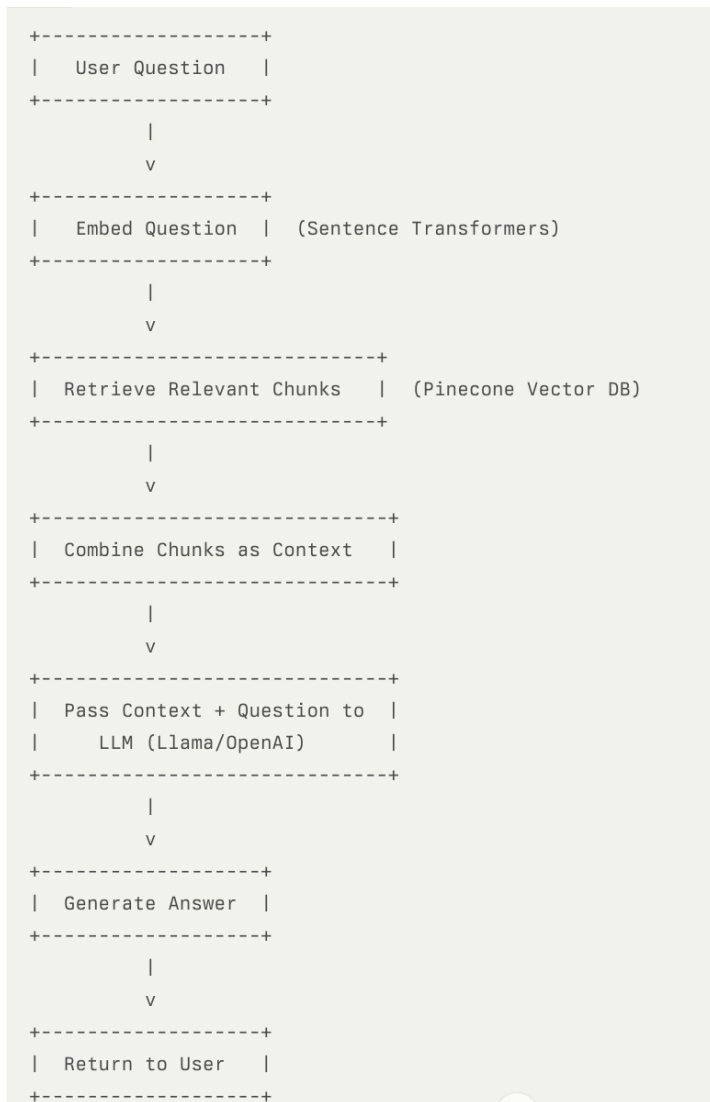 +-------------------+
|   User Question   |
+-------------------+
          |
          v
+-------------------+
|   Embed Question  |  (Sentence Transformers)
+-------------------+
          |
          v
+-----------------------------+
|  Retrieve Relevant Chunks   |  (Pinecone Vector DB)
+-----------------------------+
          |
          v
+------------------------------+
|  Combine Chunks as Context   |
+------------------------------+
          |
          v
+------------------------------+
|  Pass Context + Question to  |
|     LLM (Llama/OpenAI)       |
+------------------------------+
          |
          v
+-------------------+
|  Generate Answer  |
+-------------------+
          |
          v
+-------------------+
|  Return to User   |
+-------------------+